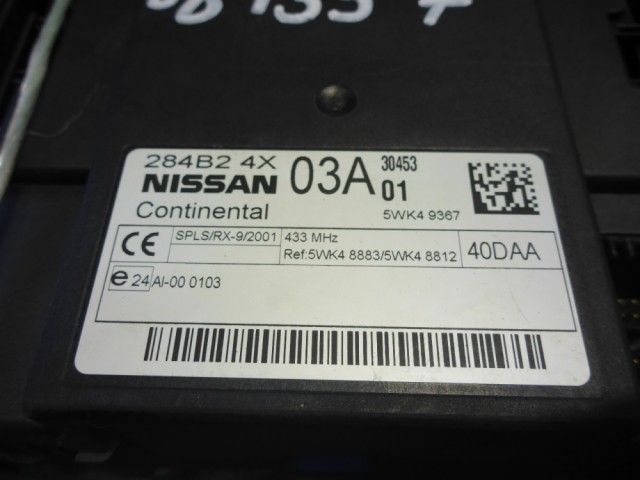 284B2 4X 03A 30453
NISSAN 01
Continental 5WK4 9367
CE SPLS/RX-9/2001 433 MHz 40DAA
Ref:5WK4 8883/5WK4 8812
e 24 AI-00 0103